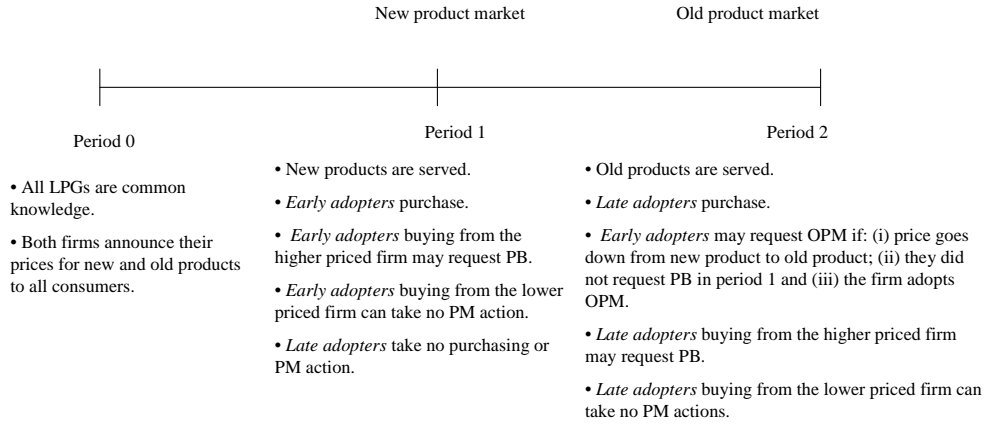 New product market
Old product market
Period 0
Period 1
Period 2
• All LPGs are common
knowledge.
• Both firms announce their
prices for new and old products
to all consumers.
• New products are served.
• Early adopters purchase.
• Early adopters buying from the
higher priced firm may request PB.
• Early adopters buying from the lower
priced firm can take no PM action.
• Late adopters take no purchasing or
PM action.
• Old products are served.
• Late adopters purchase.
• Early adopters may request OPM if: (i) price goes
down from new product to old product; (ii) they did
not request PB in period 1 and (iii) the firm adopts
OPM.
• Late adopters buying from the higher priced firm
may request PB.
• Late adopters buying from the lower priced firm can
take no PM actions.